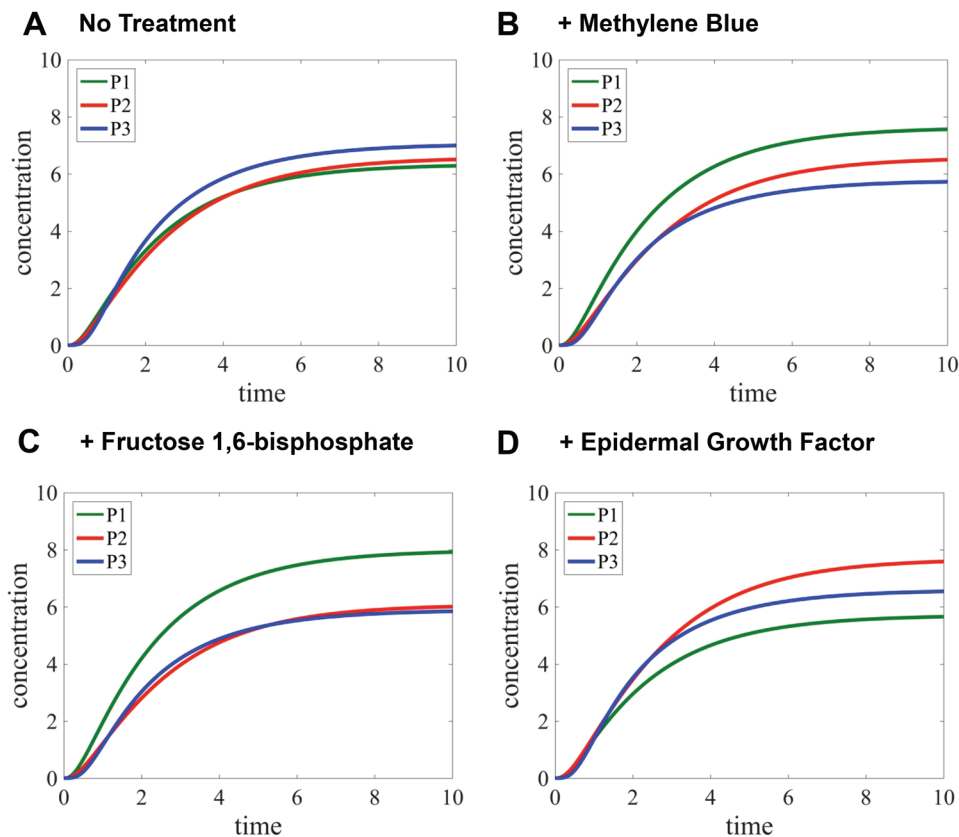 A No Treatment
10
8
6
4
2
0
concentration
P1
P2
P3
0 2 4 6 8 10
time
B + Methylene Blue
10
8
6
4
2
0
concentration
P1
P2
P3
0 2 4 6 8 10
time
C + Fructose 1,6-bisphosphate
10
8
6
4
2
0
concentration
P1
P2
P3
0 2 4 6 8 10
time
D + Epidermal Growth Factor
10
8
6
4
2
0
concentration
P1
P2
P3
0 2 4 6 8 10
time